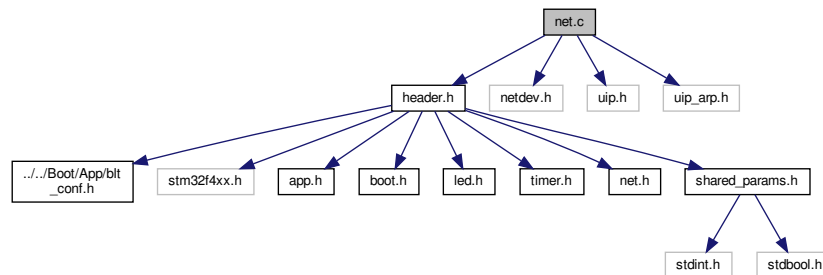 net.c
header.h
netdev.h
uip.h
uip_arp.h
../../Boot/App/blt
_conf.h
stm32f4xx.h
app.h
boot.h
led.h
timer.h
net.h
shared_params.h
stdint.h
stdbool.h